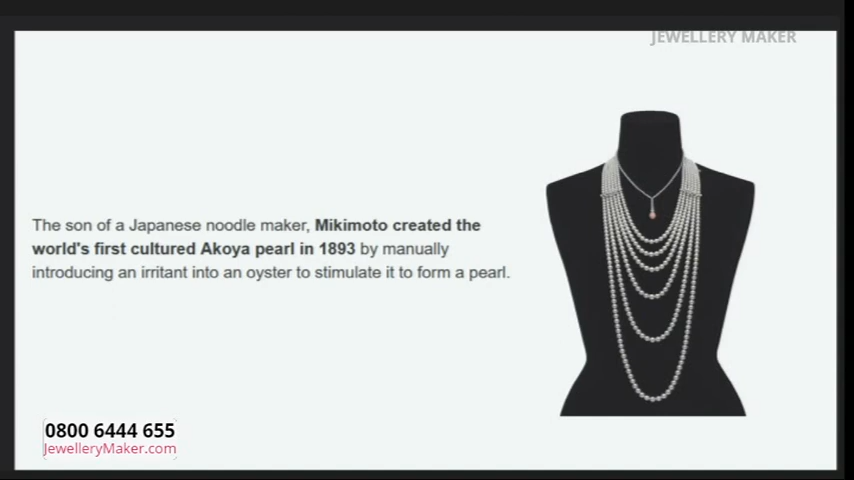 JEWELLERY MAKER
The son of a Japanese noodle maker, Mikimoto created the
world's first cultured Akoya pearl in 1893 by manually
introducing an irritant into an oyster to stimulate it to form a pearl.
0800 6444 655
JewelleryMaker.com